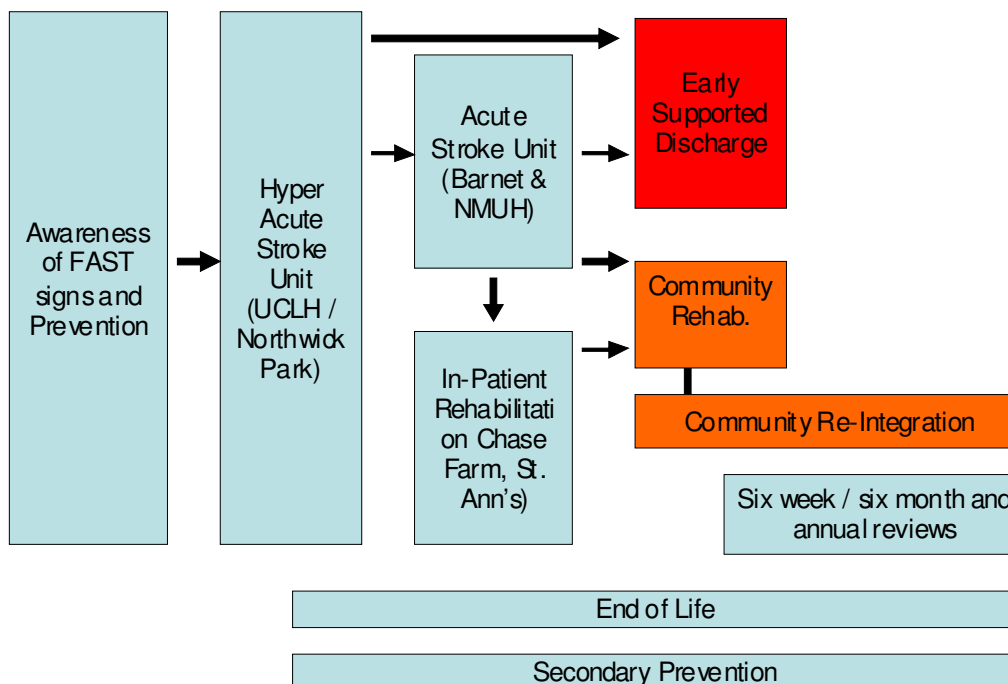 Awareness
of FAST
signs and
Prevention
Hyper
Acute
Stroke
Unit
(UCLH /
Northwick
Park)
Acute
Stroke Unit
(Barnet &
NMUH)
In-Patient
Rehabilitati
on Chase
Farm, St.
Ann's)
Early
Supported
Discharge
Community
Rehab.
Community Re-Integration
Six week / six month and
annual reviews
End of Life
Secondary Prevention